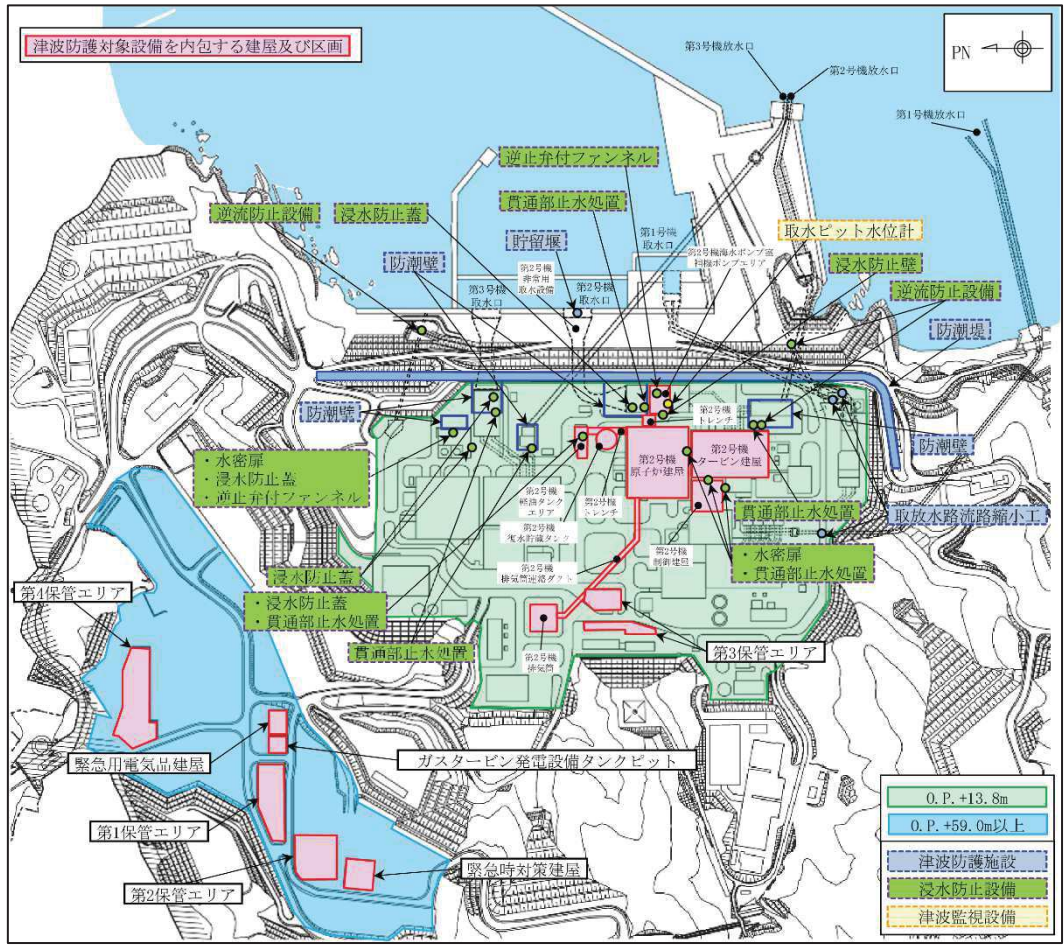 津波防護対象設備を内包する建屋及び区画
PN
第3号機放水口
第2号機放水口
第1号機放水口
逆止弁付ファンネル
貫通部止水処置
逆流防止設備
浸水防止蓋
防潮壁
貯留堰
第1号機
取水口
第2号機海水ポンプ室
補機ポンプエリア
取水ピット水位計
浸水防止壁
逆流防止設備
防潮堤
第3号機
取水口
第2号機
非常用
取水設備
第2号機
取水口
防潮壁
・水密扉
・浸水防止蓋
・逆止弁付ファンネル
第2号機
トレンチ
第2号機
原子炉建屋
第2号機
タービン建屋
防潮壁
取放水路流路縮小工
第2号機
軽油タンク
エリア
第2号機
トレンチ
第2号機
復水貯蔵タンク
第2号機
制御建屋
第2号機
排気筒連絡ダクト
貫通部止水処置
・水密扉
・貫通部止水処置
浸水防止蓋
・浸水防止蓋
・貫通部止水処置
貫通部止水処置
第2号機
排気筒
第3保管エリア
第4保管エリア
緊急用電気品建屋
ガスタービン発電設備タンクピット
第1保管エリア
第2保管エリア
緊急時対策建屋
O.P.+13.8m
O.P.+59.0m以上
津波防護施設
浸水防止設備
津波監視設備